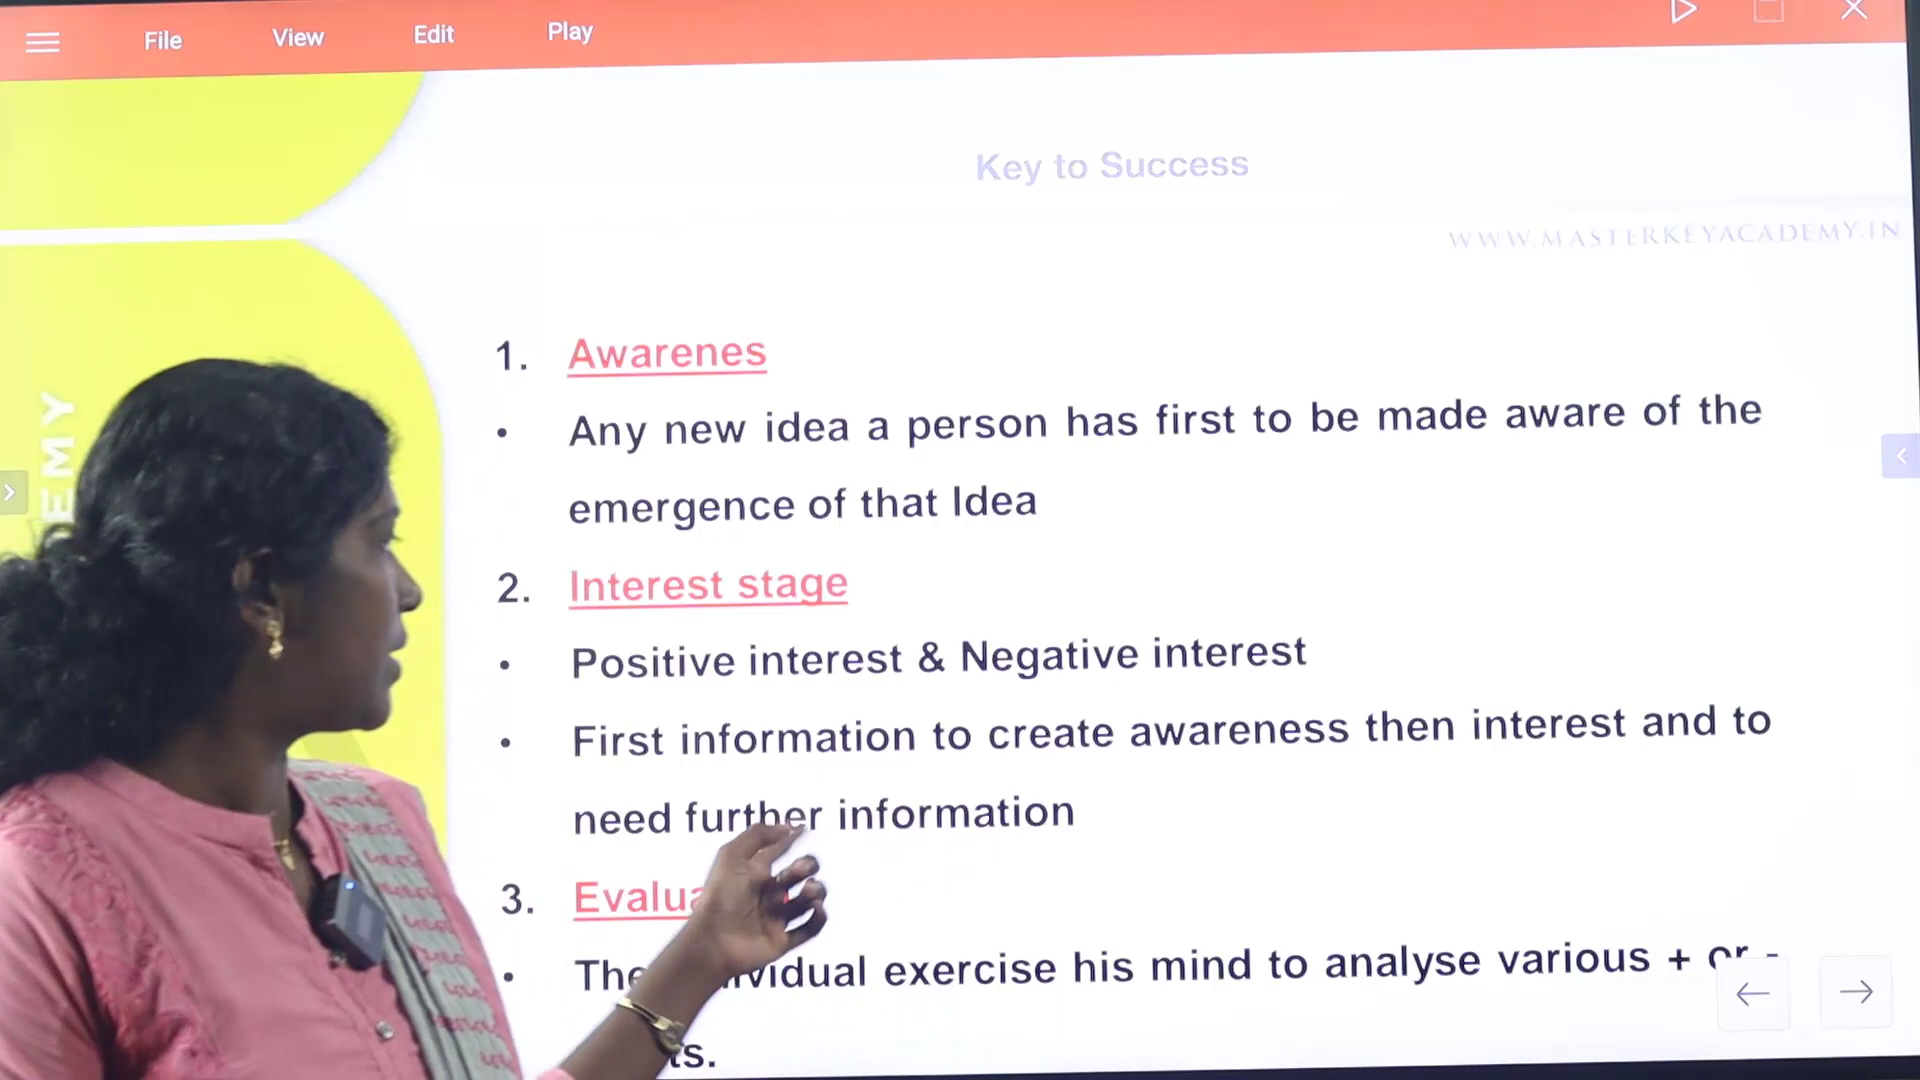 File View Edit Play
Key to Success
WWW.MASTERKEYACADEMY.IN
EMY
1. Awarenes
• Any new idea a person has first to be made aware of the
emergence of that Idea
2. Interest stage
• Positive interest & Negative interest
• First information to create awareness then interest and to
need further information
3.
• exercise his mind to analyse various + or -